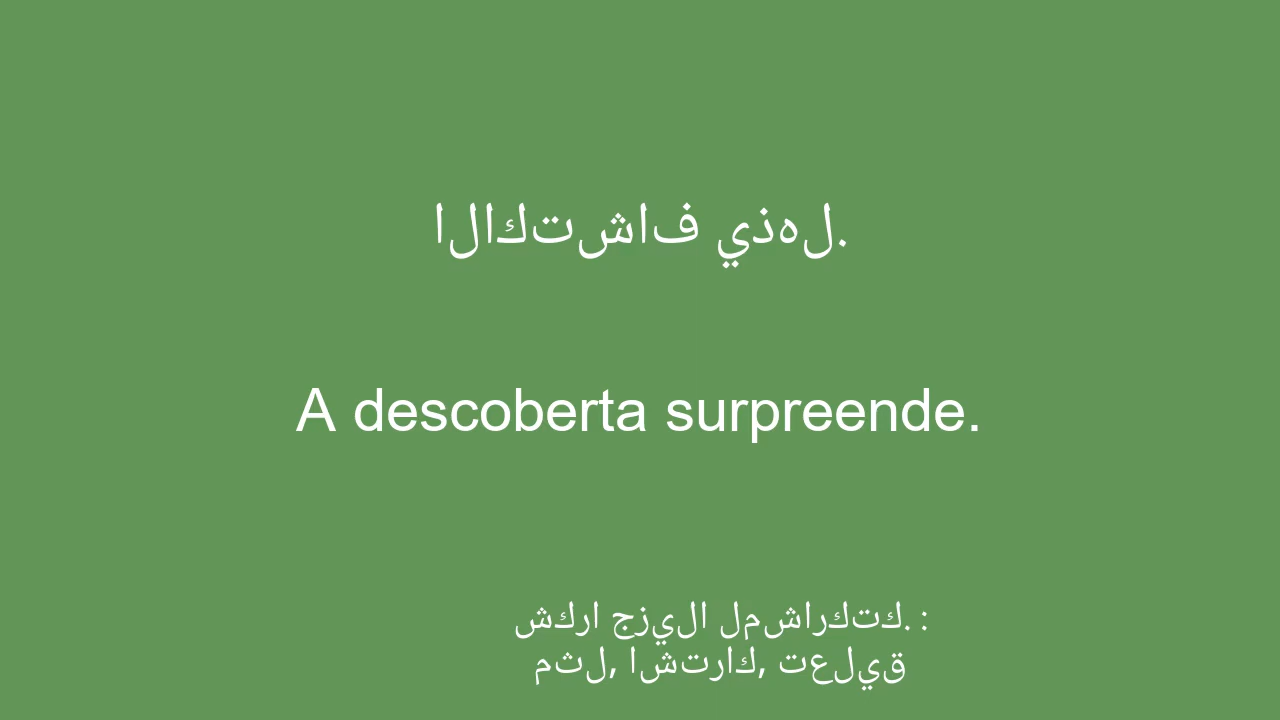 الاكتشاف يذهل.
A descoberta surpreende.
شكرا جزيلا لمشاركتك. :
مثل, اشتراك, تعليق